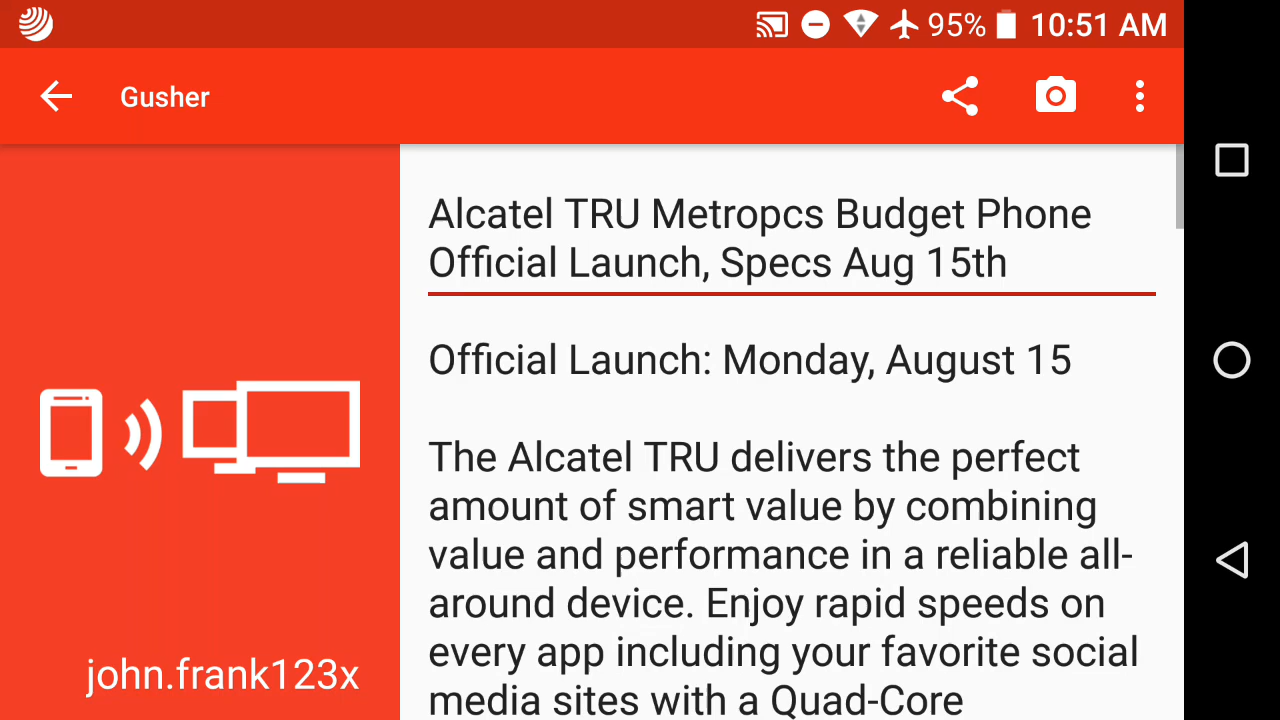 95% 10:51 AM
Gusher
Alcatel TRU Metropcs Budget Phone
Official Launch, Specs Aug 15th
Official Launch: Monday, August 15
The Alcatel TRU delivers the perfect
amount of smart value by combining
value and performance in a reliable all-
around device. Enjoy rapid speeds on
every app including your favorite social
media sites with a Quad-Core
john.frank123x